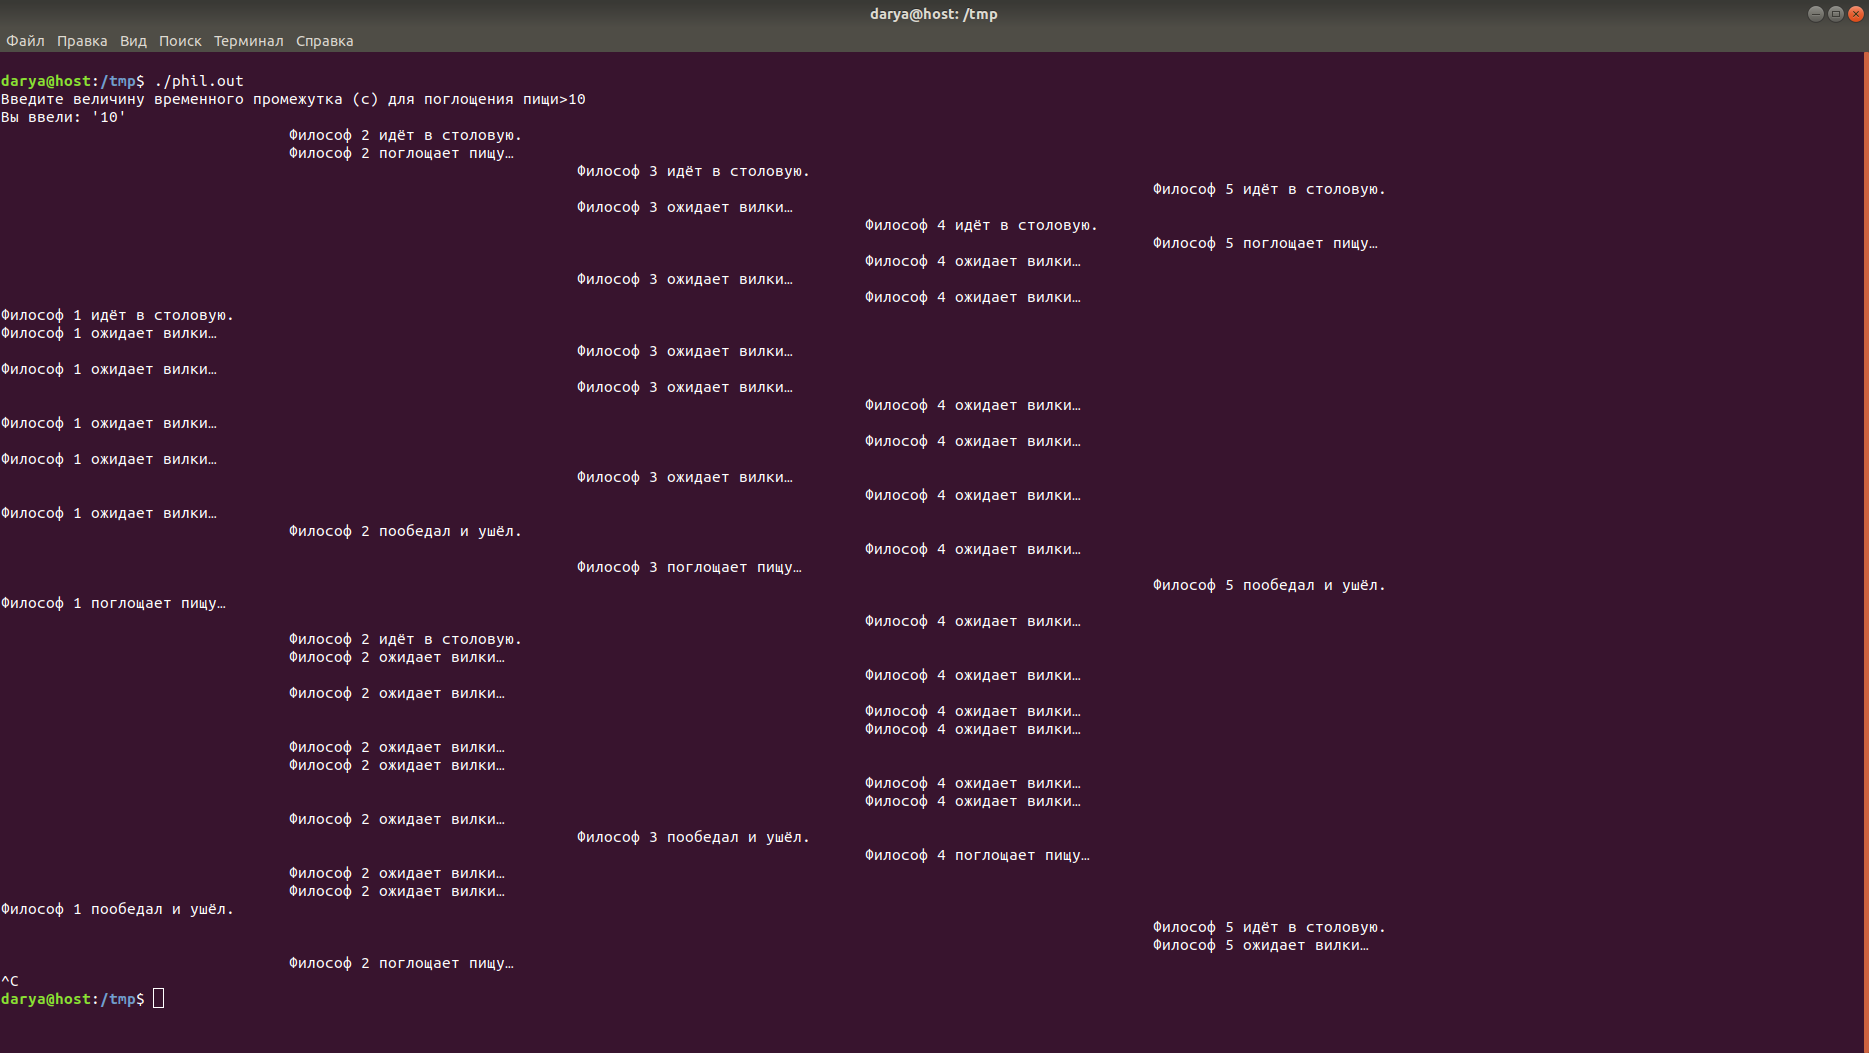 darya@host: /tmp
Файл Правка Вид Поиск Терминал Справка
darya@host:/tmp$ ./phil.out
Введите величину временного промежутка (с) для поглощения пищи>10
Вы ввели: '10'
Философ 2 идёт в столовую.
Философ 2 поглощает пищу…
Философ 3 идёт в столовую.
Философ 5 идёт в столовую.
Философ 3 ожидает вилки…
Философ 4 идёт в столовую.
Философ 5 поглощает пищу…
Философ 4 ожидает вилки…
Философ 3 ожидает вилки…
Философ 4 ожидает вилки…
Философ 1 идёт в столовую.
Философ 1 ожидает вилки…
Философ 3 ожидает вилки…
Философ 1 ожидает вилки…
Философ 3 ожидает вилки…
Философ 4 ожидает вилки…
Философ 1 ожидает вилки…
Философ 4 ожидает вилки…
Философ 1 ожидает вилки…
Философ 3 ожидает вилки…
Философ 4 ожидает вилки…
Философ 1 ожидает вилки…
Философ 2 пообедал и ушёл.
Философ 4 ожидает вилки…
Философ 3 поглощает пищу…
Философ 5 пообедал и ушёл.
Философ 1 поглощает пищу…
Философ 4 ожидает вилки…
Философ 2 идёт в столовую.
Философ 2 ожидает вилки…
Философ 4 ожидает вилки…
Философ 2 ожидает вилки…
Философ 4 ожидает вилки…
Философ 4 ожидает вилки…
Философ 2 ожидает вилки…
Философ 2 ожидает вилки…
Философ 4 ожидает вилки…
Философ 4 ожидает вилки…
Философ 2 ожидает вилки…
Философ 3 пообедал и ушёл.
Философ 4 поглощает пищу…
Философ 2 ожидает вилки…
Философ 2 ожидает вилки…
Философ 1 пообедал и ушёл.
Философ 5 идёт в столовую.
Философ 5 ожидает вилки…
Философ 2 поглощает пищу…
^C
darya@host:/tmp$